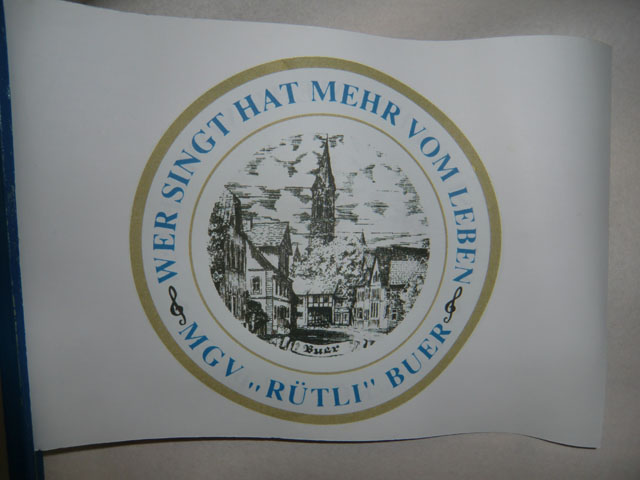 WER SINGT HAT MEHR VOM LEBEN
Buer
MGV „RÜTLI" BUER